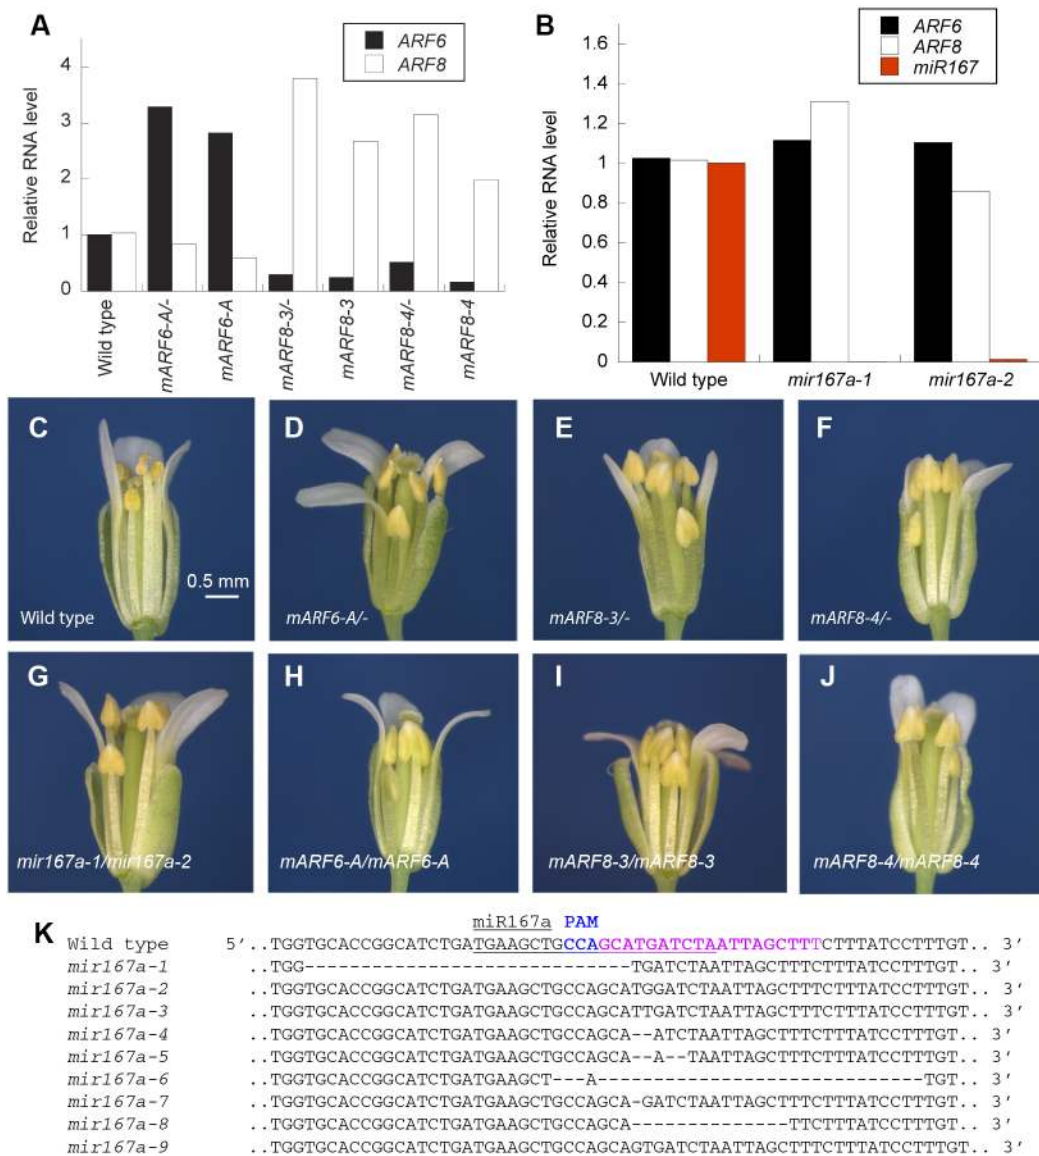 A
ARF6
ARF8
Relative RNA level
4
3
2
1
0
Wild type
mARF6-A/-
mARF6-A
mARF8-3/-
mARF8-3
mARF8-4/-
mARF8-4
B
ARF6
ARF8
miR167
Relative RNA level
1.6
1.4
1.2
1
0.8
0.6
0.4
0.2
0
Wild type
mir167a-1
mir167a-2
C
0.5 mm
Wild type
D
mARF6-A/-
E
mARF8-3/-
F
mARF8-4/-
G
mir167a-1/mir167a-2
H
mARF6-A/mARF6-A
I
mARF8-3/mARF8-3
J
mARF8-4/mARF8-4
K
miR167a PAM
Wild type 5′..TGGTGCACCGGCATCTGATGAAGCTGCCAGCATGATCTAATTAGCTTTCTTTATCCTTTGT.. 3′
mir167a-1 ..TGG-----------------------------TGATCTAATTAGCTTTCTTTATCCTTTGT.. 3′
mir167a-2 ..TGGTGCACCGGCATCTGATGAAGCTGCCAGCATGGATCTAATTAGCTTTCTTTATCCTTTGT.. 3′
mir167a-3 ..TGGTGCACCGGCATCTGATGAAGCTGCCAGCATTGATCTAATTAGCTTTCTTTATCCTTTGT.. 3′
mir167a-4 ..TGGTGCACCGGCATCTGATGAAGCTGCCAGCA--ATCTAATTAGCTTTCTTTATCCTTTGT.. 3′
mir167a-5 ..TGGTGCACCGGCATCTGATGAAGCTGCCAGCA--A--TAATTAGCTTTCTTTATCCTTTGT.. 3′
mir167a-6 ..TGGTGCACCGGCATCTGATGAAGCT---A-----------------------------TGT.. 3′
mir167a-7 ..TGGTGCACCGGCATCTGATGAAGCTGCCAGCA-GATCTAATTAGCTTTCTTTATCCTTTGT.. 3′
mir167a-8 ..TGGTGCACCGGCATCTGATGAAGCTGCCAGCA--------------TTCTTTATCCTTTGT.. 3′
mir167a-9 ..TGGTGCACCGGCATCTGATGAAGCTGCCAGCAGTGATCTAATTAGCTTTCTTTATCCTTTGT.. 3′